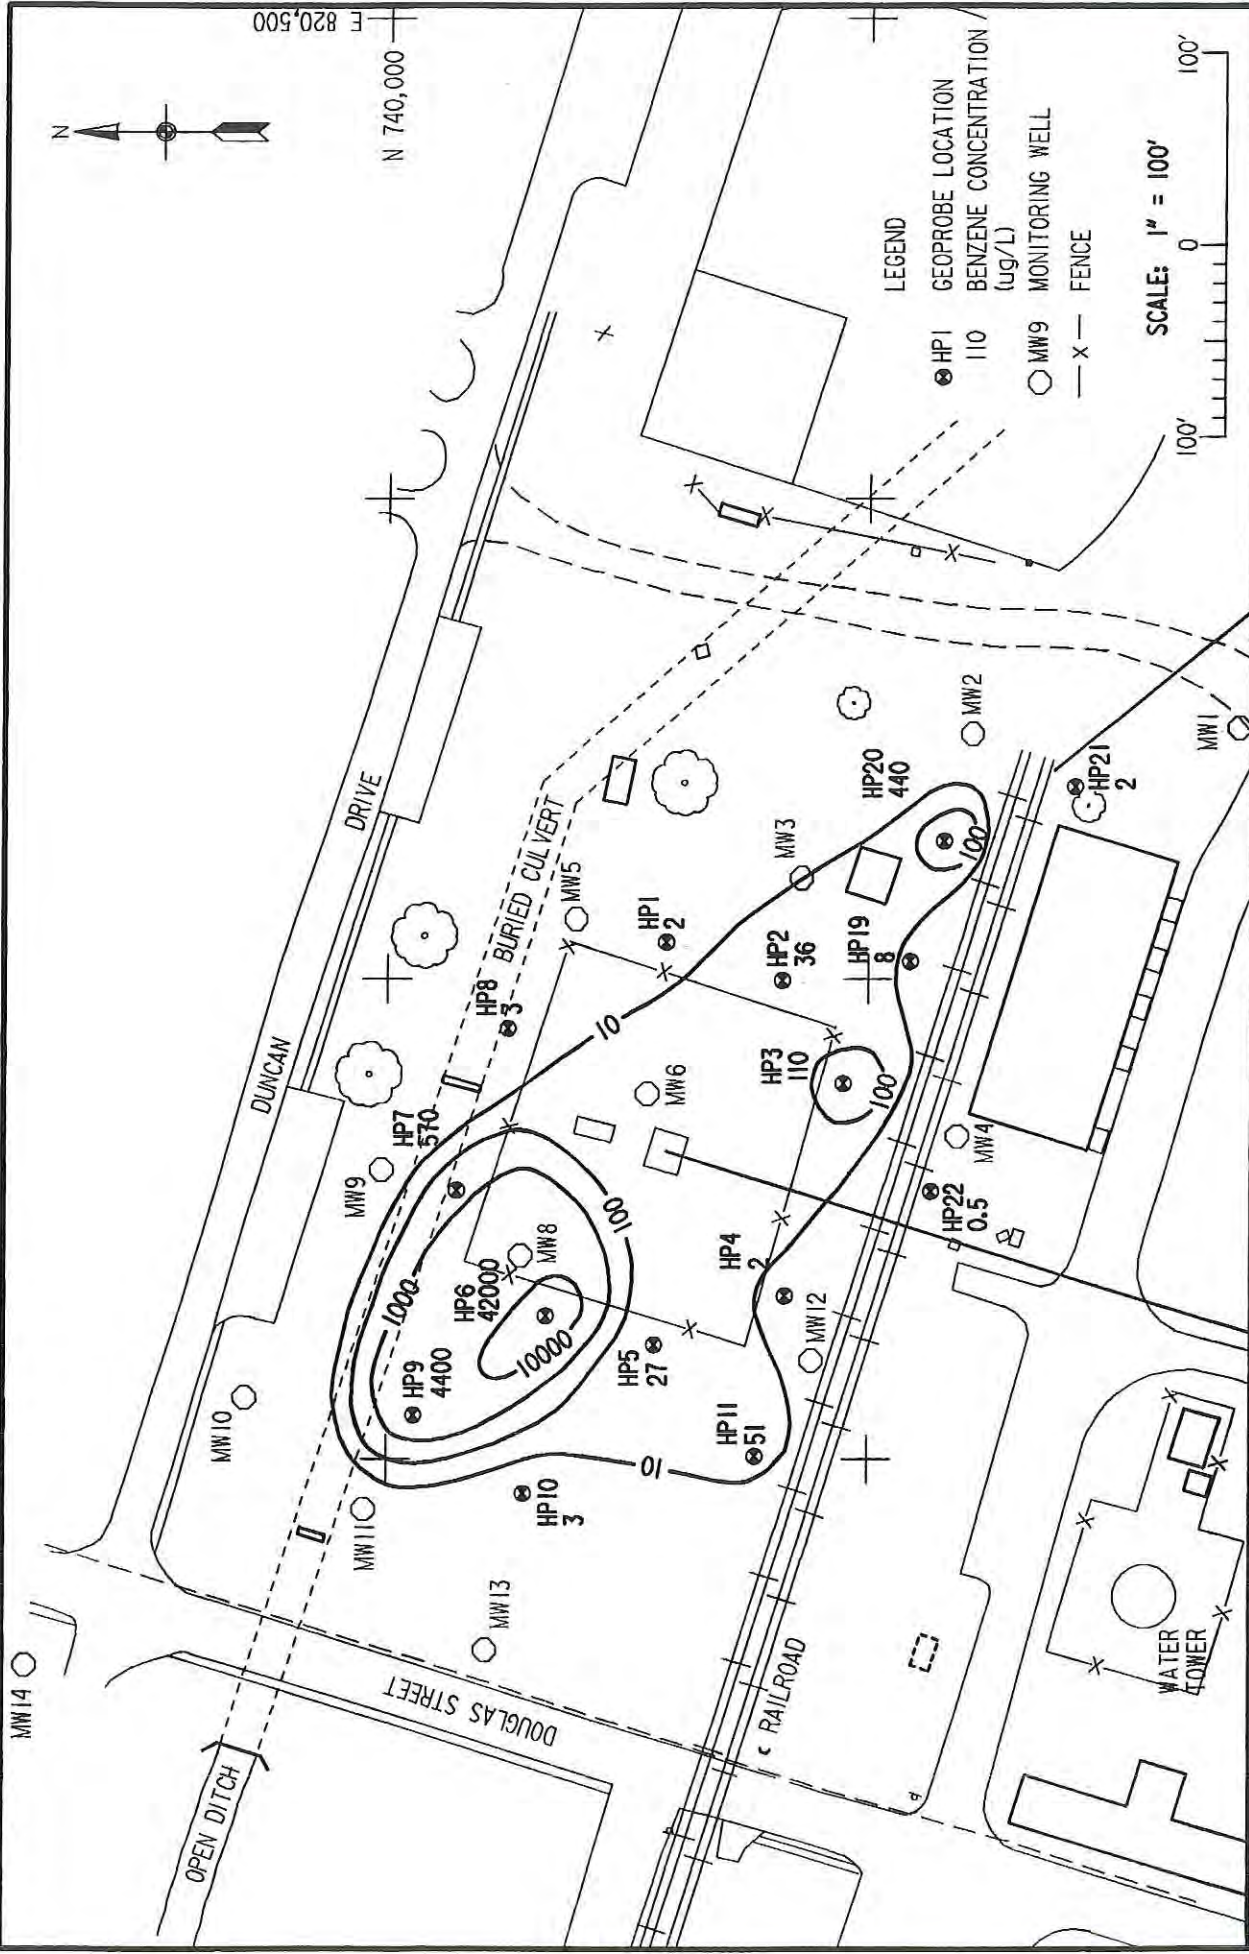 MW14
OPEN DITCH
DOUGLAS STREET
MW13
MW11
MW10
HP10
3
HP9
4400
1000
HP6
42000
10000
MW8
MW9
HP7
570
100
HP5
27
10
HP11
51
MW12
HP4
2
DUNCAN
DRIVE
HP8
3
BURIED CULVERT
MW5
10
HP1
2
MW6
HP3
110
100
HP2
36
MW3
HP19
8
HP20
440
100
MW2
HP21
2
MW1
MW4
HP22
0.5
RAILROAD
WATER
TOWER
N
E 820,500
N 740,000
LEGEND
HP1 GEOPROBE LOCATION
110 BENZENE CONCENTRATION
(ug/L)
MW9 MONITORING WELL
— X — FENCE
SCALE: 1" = 100'
100' 0 100'